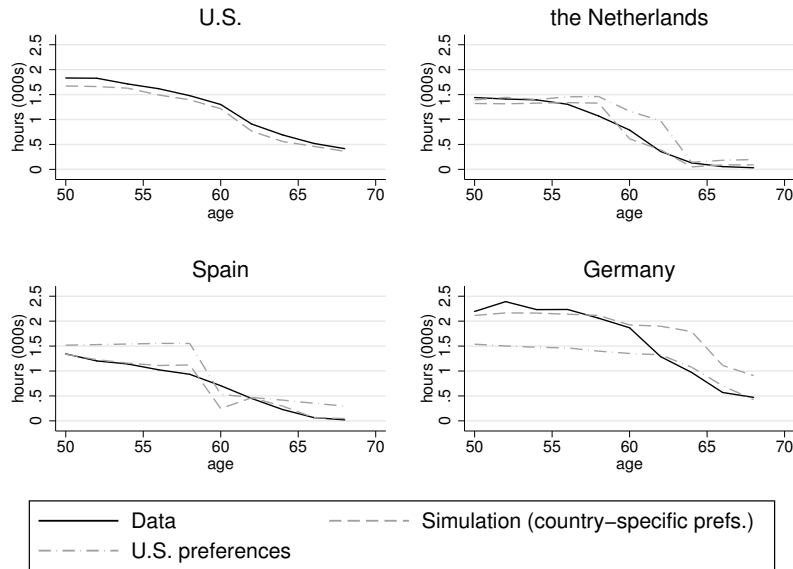 U.S.
the Netherlands
hours (000s)
0 .5 1 1.5 2 2.5
50 55 60 65 70
age
hours (000s)
0 .5 1 1.5 2 2.5
50 55 60 65 70
age
Spain
Germany
hours (000s)
0 .5 1 1.5 2 2.5
50 55 60 65 70
age
hours (000s)
0 .5 1 1.5 2 2.5
50 55 60 65 70
age
Data
Simulation (country−specific prefs.)
U.S. preferences